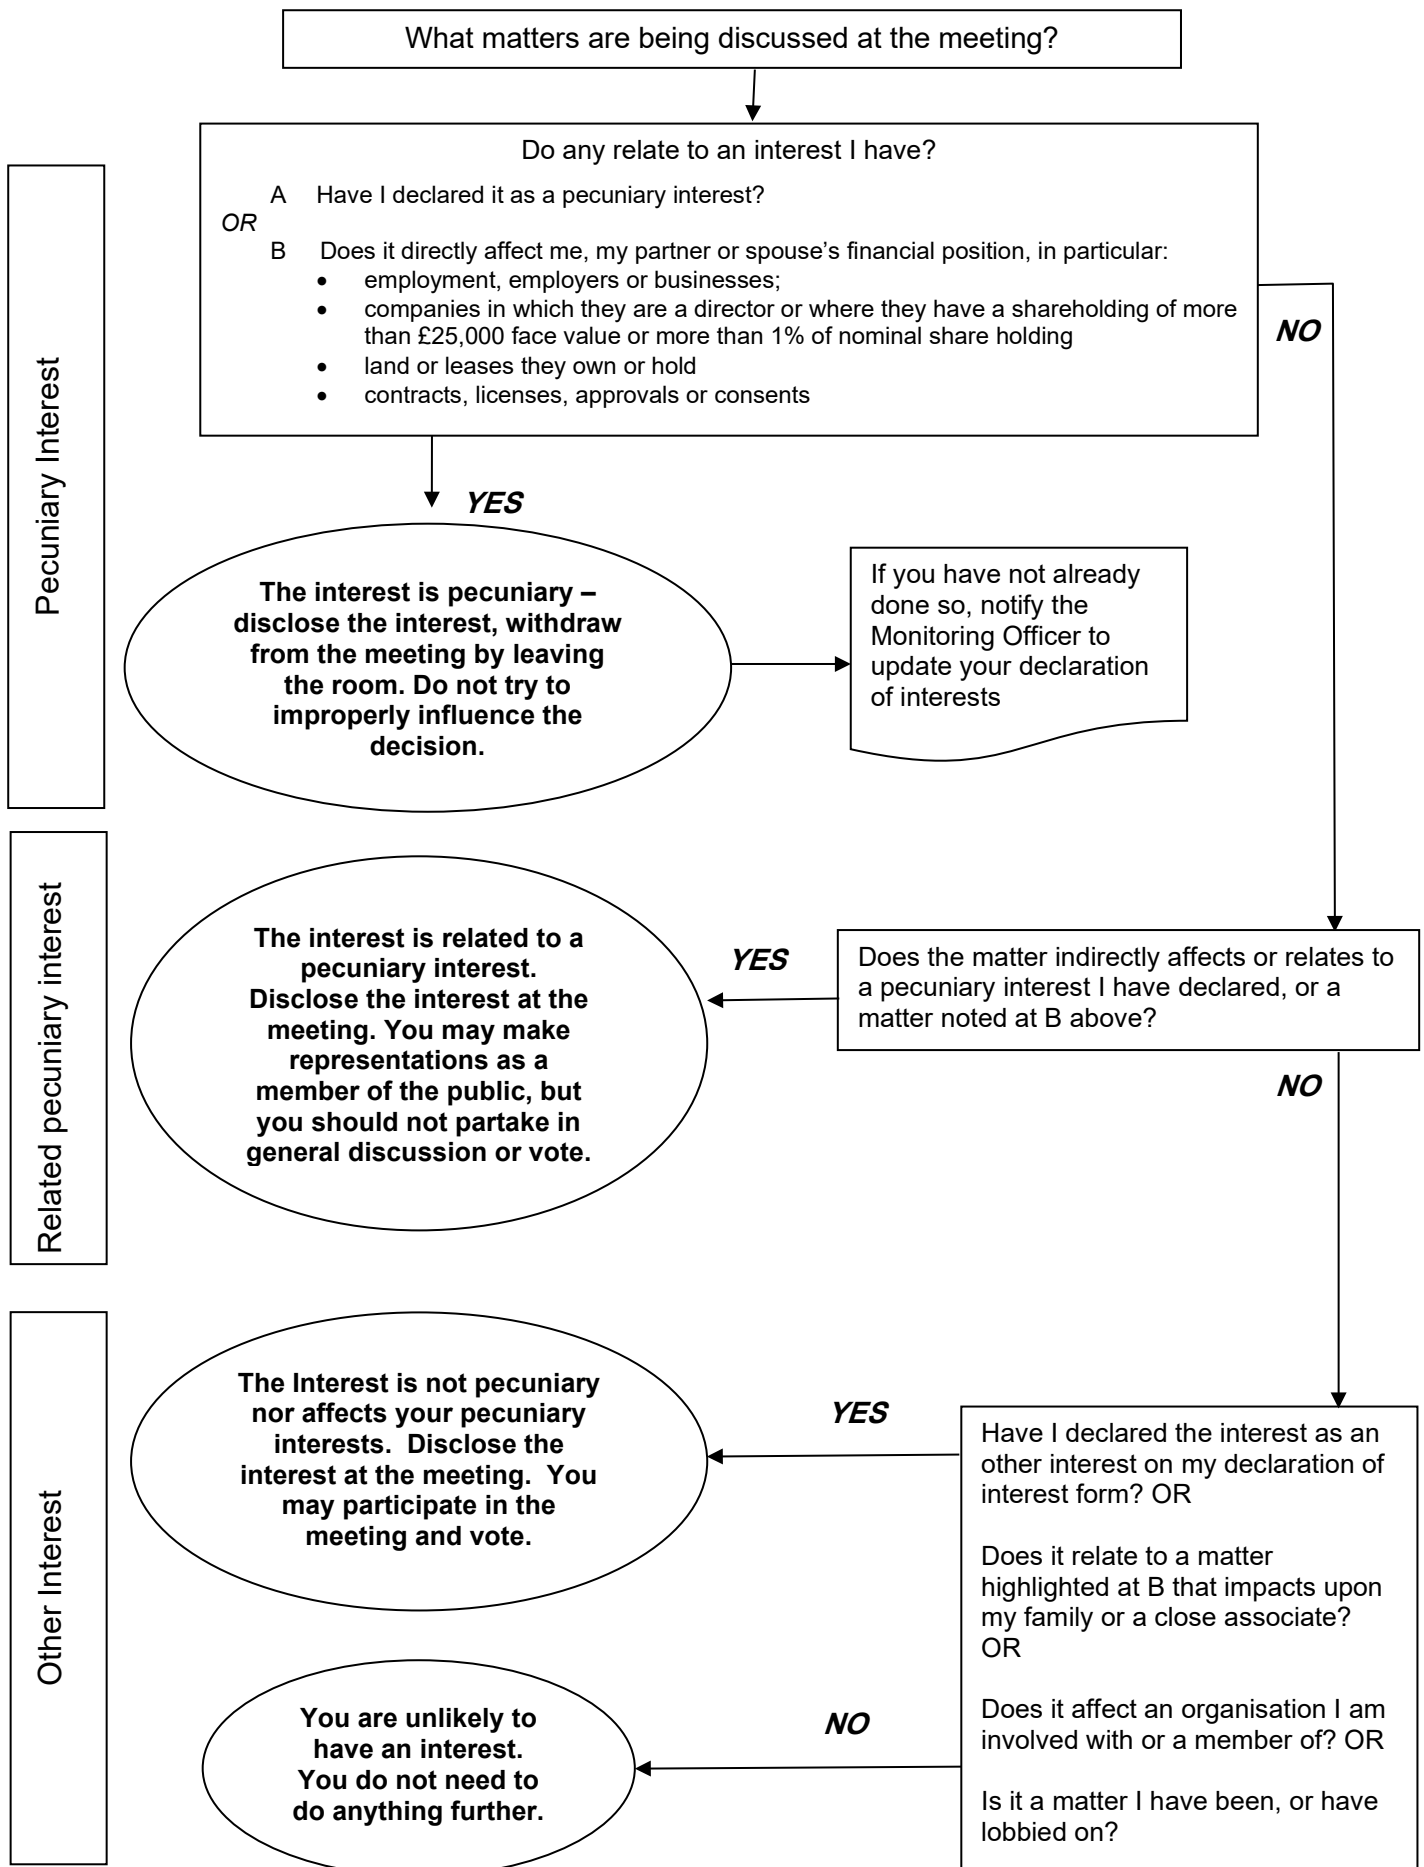 What matters are being discussed at the meeting?
Do any relate to an interest I have?
A Have I declared it as a pecuniary interest?
OR
B Does it directly affect me, my partner or spouse's financial position, in particular:
• employment, employers or businesses;
• companies in which they are a director or where they have a shareholding of more
than £25,000 face value or more than 1% of nominal share holding
• land or leases they own or hold
• contracts, licenses, approvals or consents
NO
Pecuniary Interest
YES
The interest is pecuniary –
disclose the interest, withdraw
from the meeting by leaving
the room. Do not try to
improperly influence the
decision.
If you have not already
done so, notify the
Monitoring Officer to
update your declaration
of interests
Related pecuniary interest
The interest is related to a
pecuniary interest.
Disclose the interest at the
meeting. You may make
representations as a
member of the public, but
you should not partake in
general discussion or vote.
YES
Does the matter indirectly affects or relates to
a pecuniary interest I have declared, or a
matter noted at B above?
NO
Other Interest
The Interest is not pecuniary
nor affects your pecuniary
interests. Disclose the
interest at the meeting. You
may participate in the
meeting and vote.
YES
Have I declared the interest as an
other interest on my declaration of
interest form? OR
Does it relate to a matter
highlighted at B that impacts upon
my family or a close associate?
OR
Does it affect an organisation I am
involved with or a member of? OR
Is it a matter I have been, or have
lobbied on?
NO
You are unlikely to
have an interest.
You do not need to
do anything further.